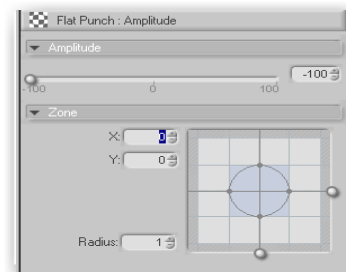 Flat Punch : Amplitude
Amplitude
-100
-100 0 100
Zone
X: 0
Y: 0
Radius: 1